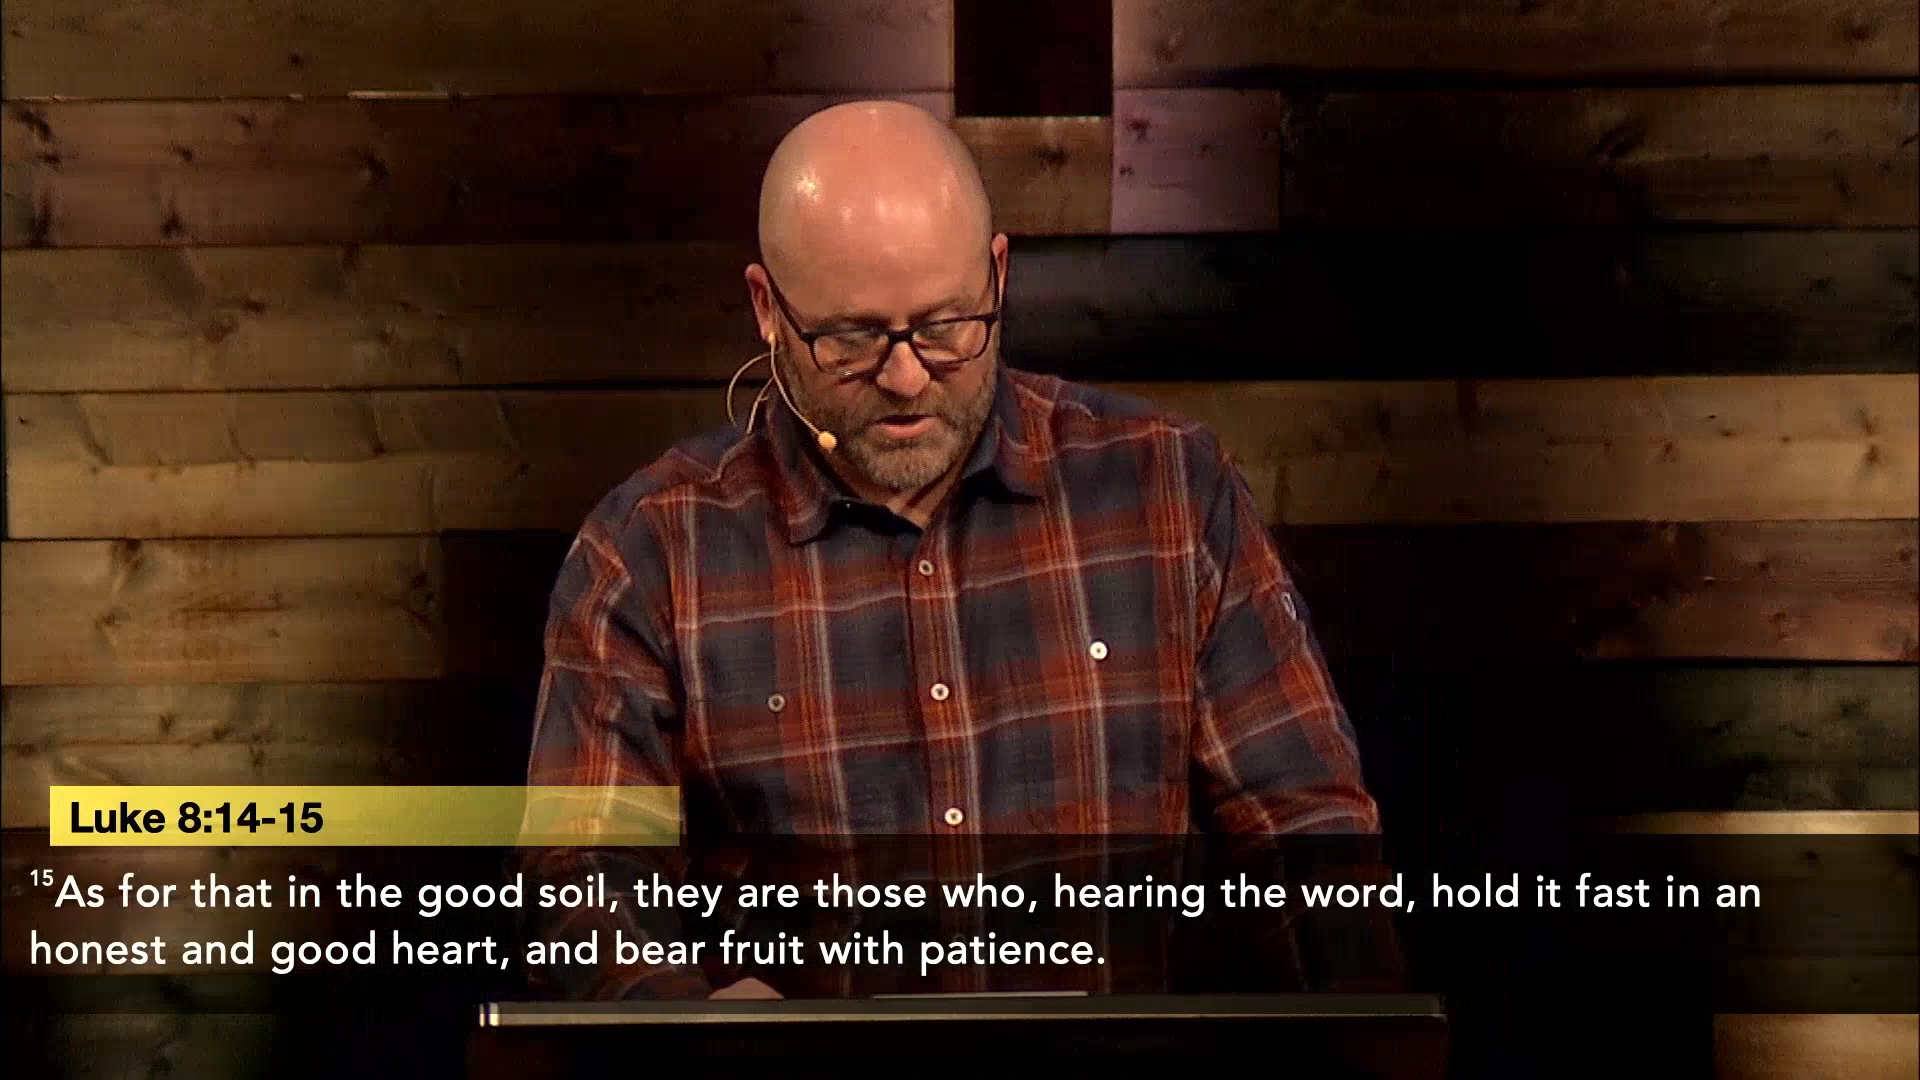 Luke 8:14-15
15As for that in the good soil, they are those who, hearing the word, hold it fast in an
honest and good heart, and bear fruit with patience.